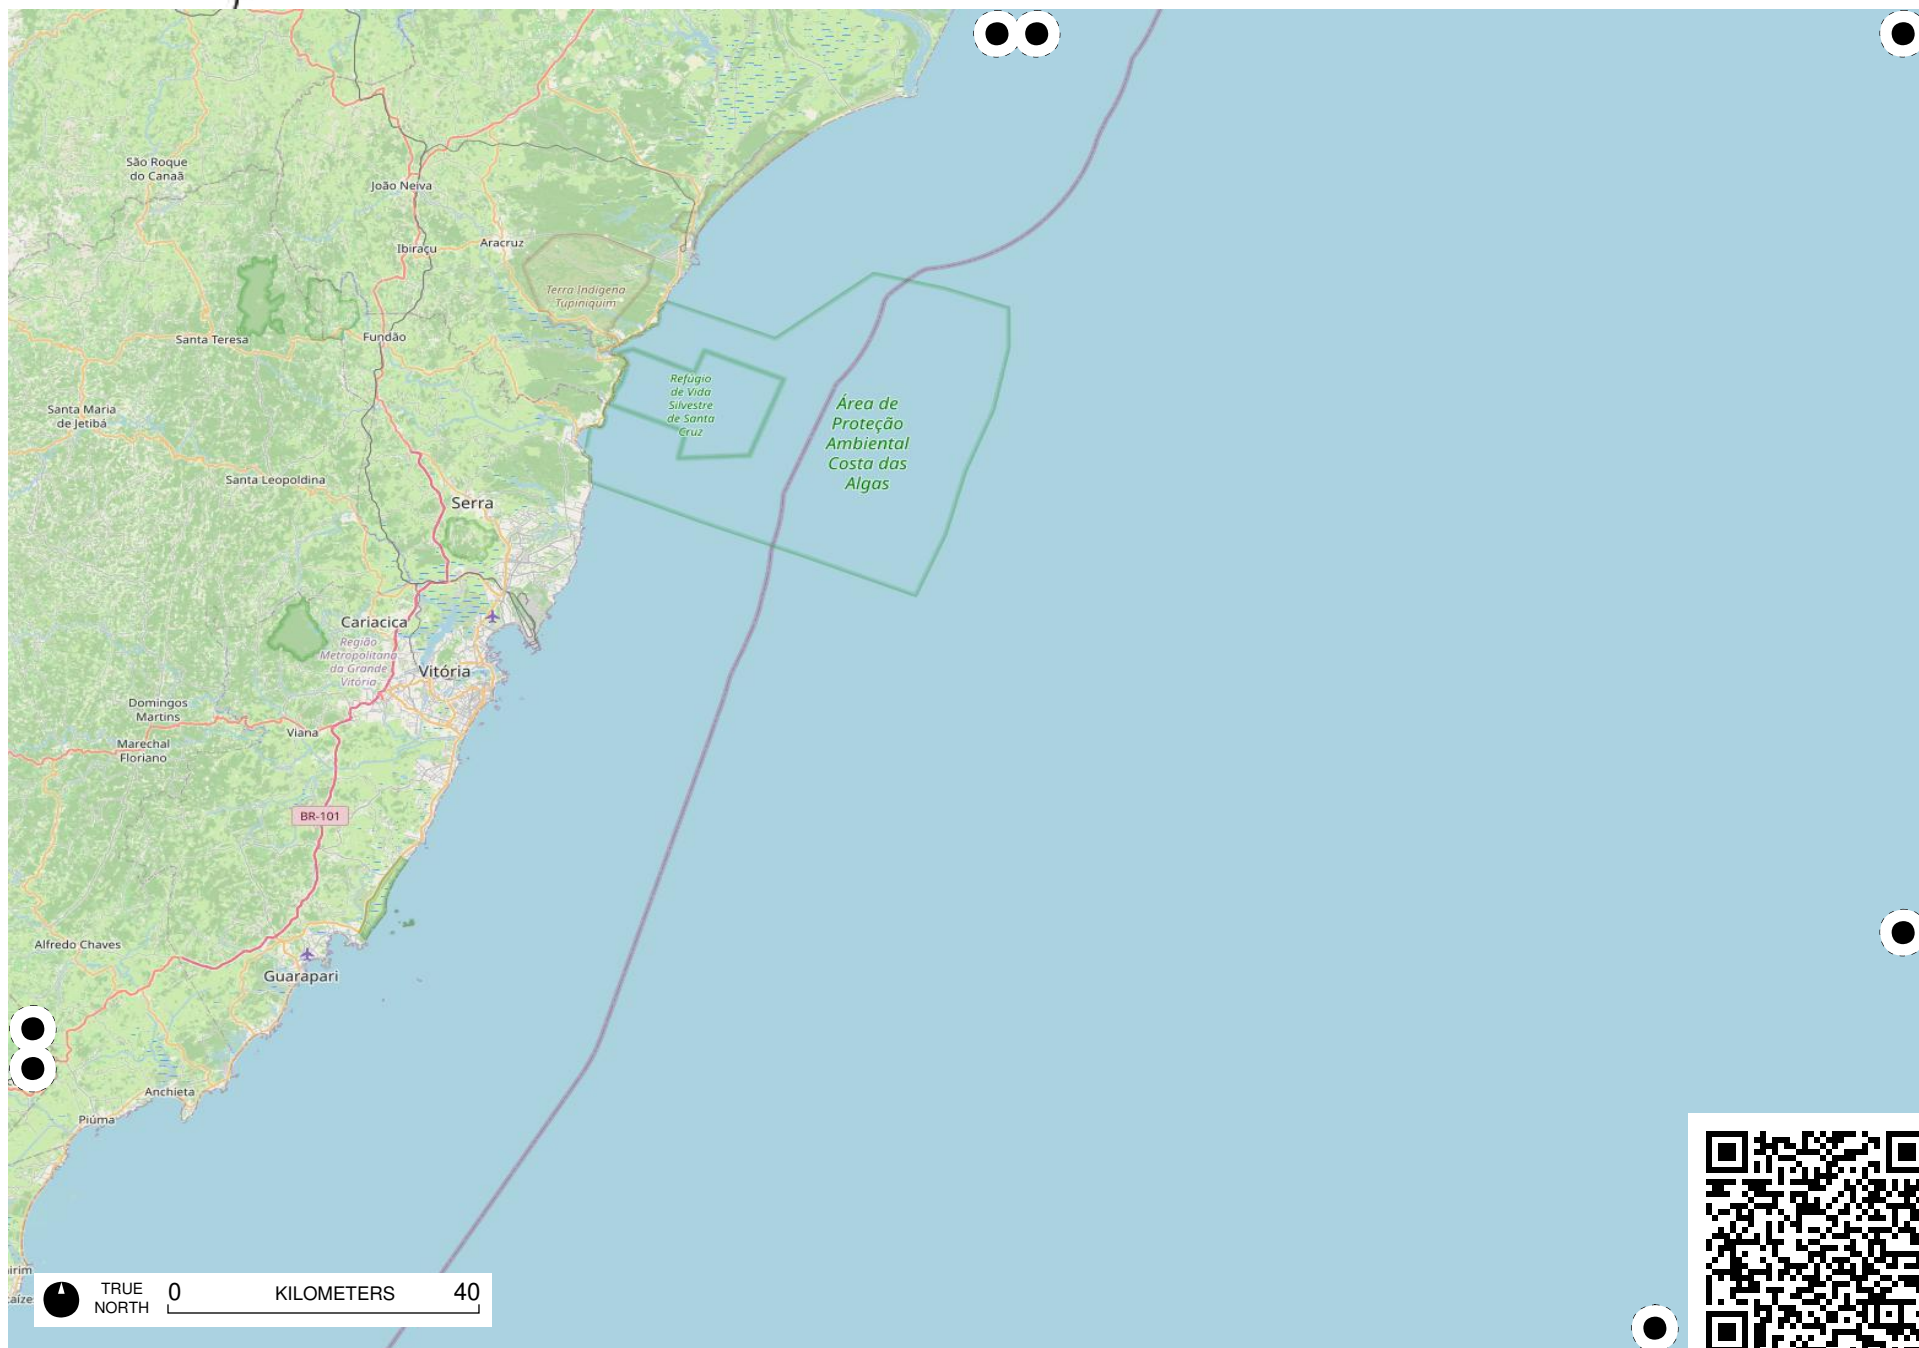 São Roque
do Canaã
João Neiva
Ibiraçu
Aracruz
Terra Indígena
Tupiniquim
Santa Teresa
Fundão
Refúgio
de Vida
Silvestre
de Santa
Cruz
Área de
Proteção
Ambiental
Costa das
Algas
Santa Maria
de Jetibá
Santa Leopoldina
Serra
Cariacica
Região
Metropolitana
da Grande
Vitória
Vitória
Domingos
Martins
Viana
Marechal
Floriano
BR-101
Alfredo Chaves
Guarapari
Anchieta
Piúma
TRUE
NORTH
0 KILOMETERS 40